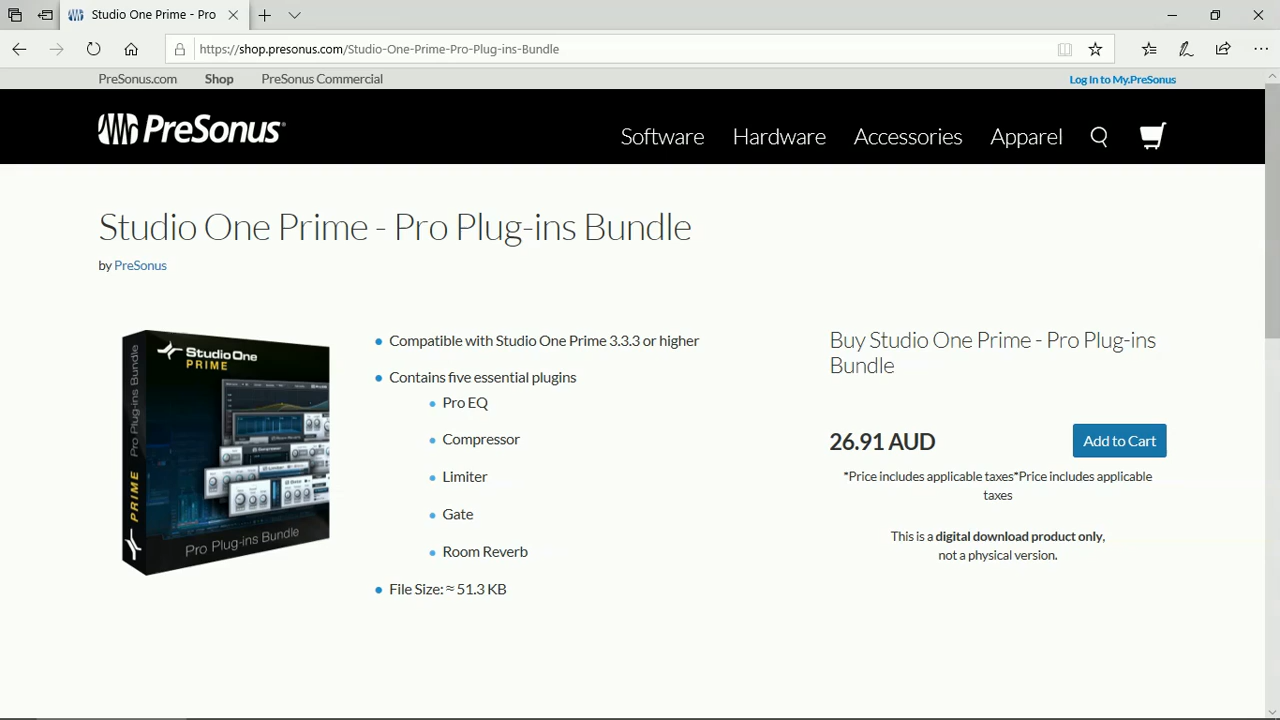 Studio One Prime - Pro
https://shop.presonus.com/Studio-One-Prime-Pro-Plug-ins-Bundle
PreSonus.com Shop PreSonus Commercial Log In to My.PreSonus
PreSonus Software Hardware Accessories Apparel
Studio One Prime - Pro Plug-ins Bundle
by PreSonus
Studio One
PRIME
PRIME Pro Plug-ins Bundle
Pro Plug-ins Bundle
Compatible with Studio One Prime 3.3.3 or higher
Contains five essential plugins
Pro EQ
Compressor
Limiter
Gate
Room Reverb
File Size: ≈ 51.3 KB
Buy Studio One Prime - Pro Plug-ins
Bundle
26.91 AUD Add to Cart
*Price includes applicable taxes*Price includes applicable
taxes
This is a digital download product only,
not a physical version.